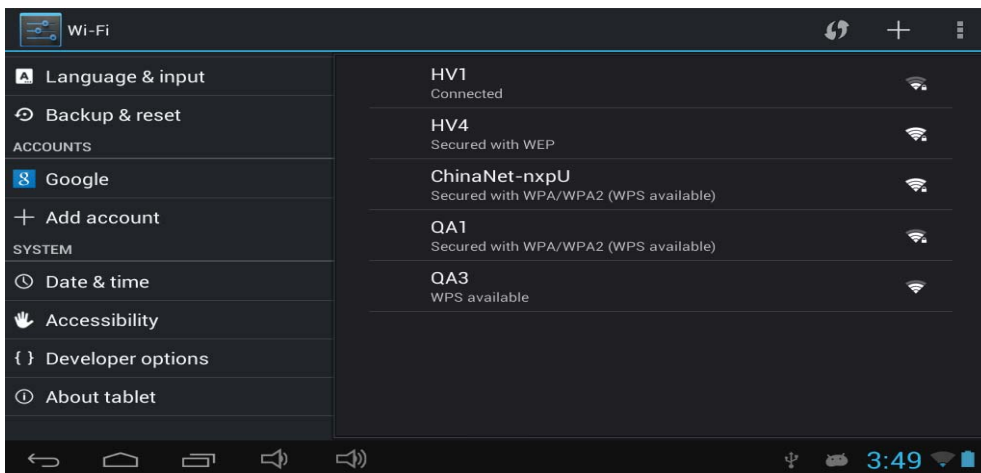 Wi-Fi
Language & input
Backup & reset
ACCOUNTS
Google
Add account
SYSTEM
Date & time
Accessibility
Developer options
About tablet
HV1
Connected
HV4
Secured with WEP
ChinaNet-nxpU
Secured with WPA/WPA2 (WPS available)
QA1
Secured with WPA/WPA2 (WPS available)
QA3
WPS available
3:49